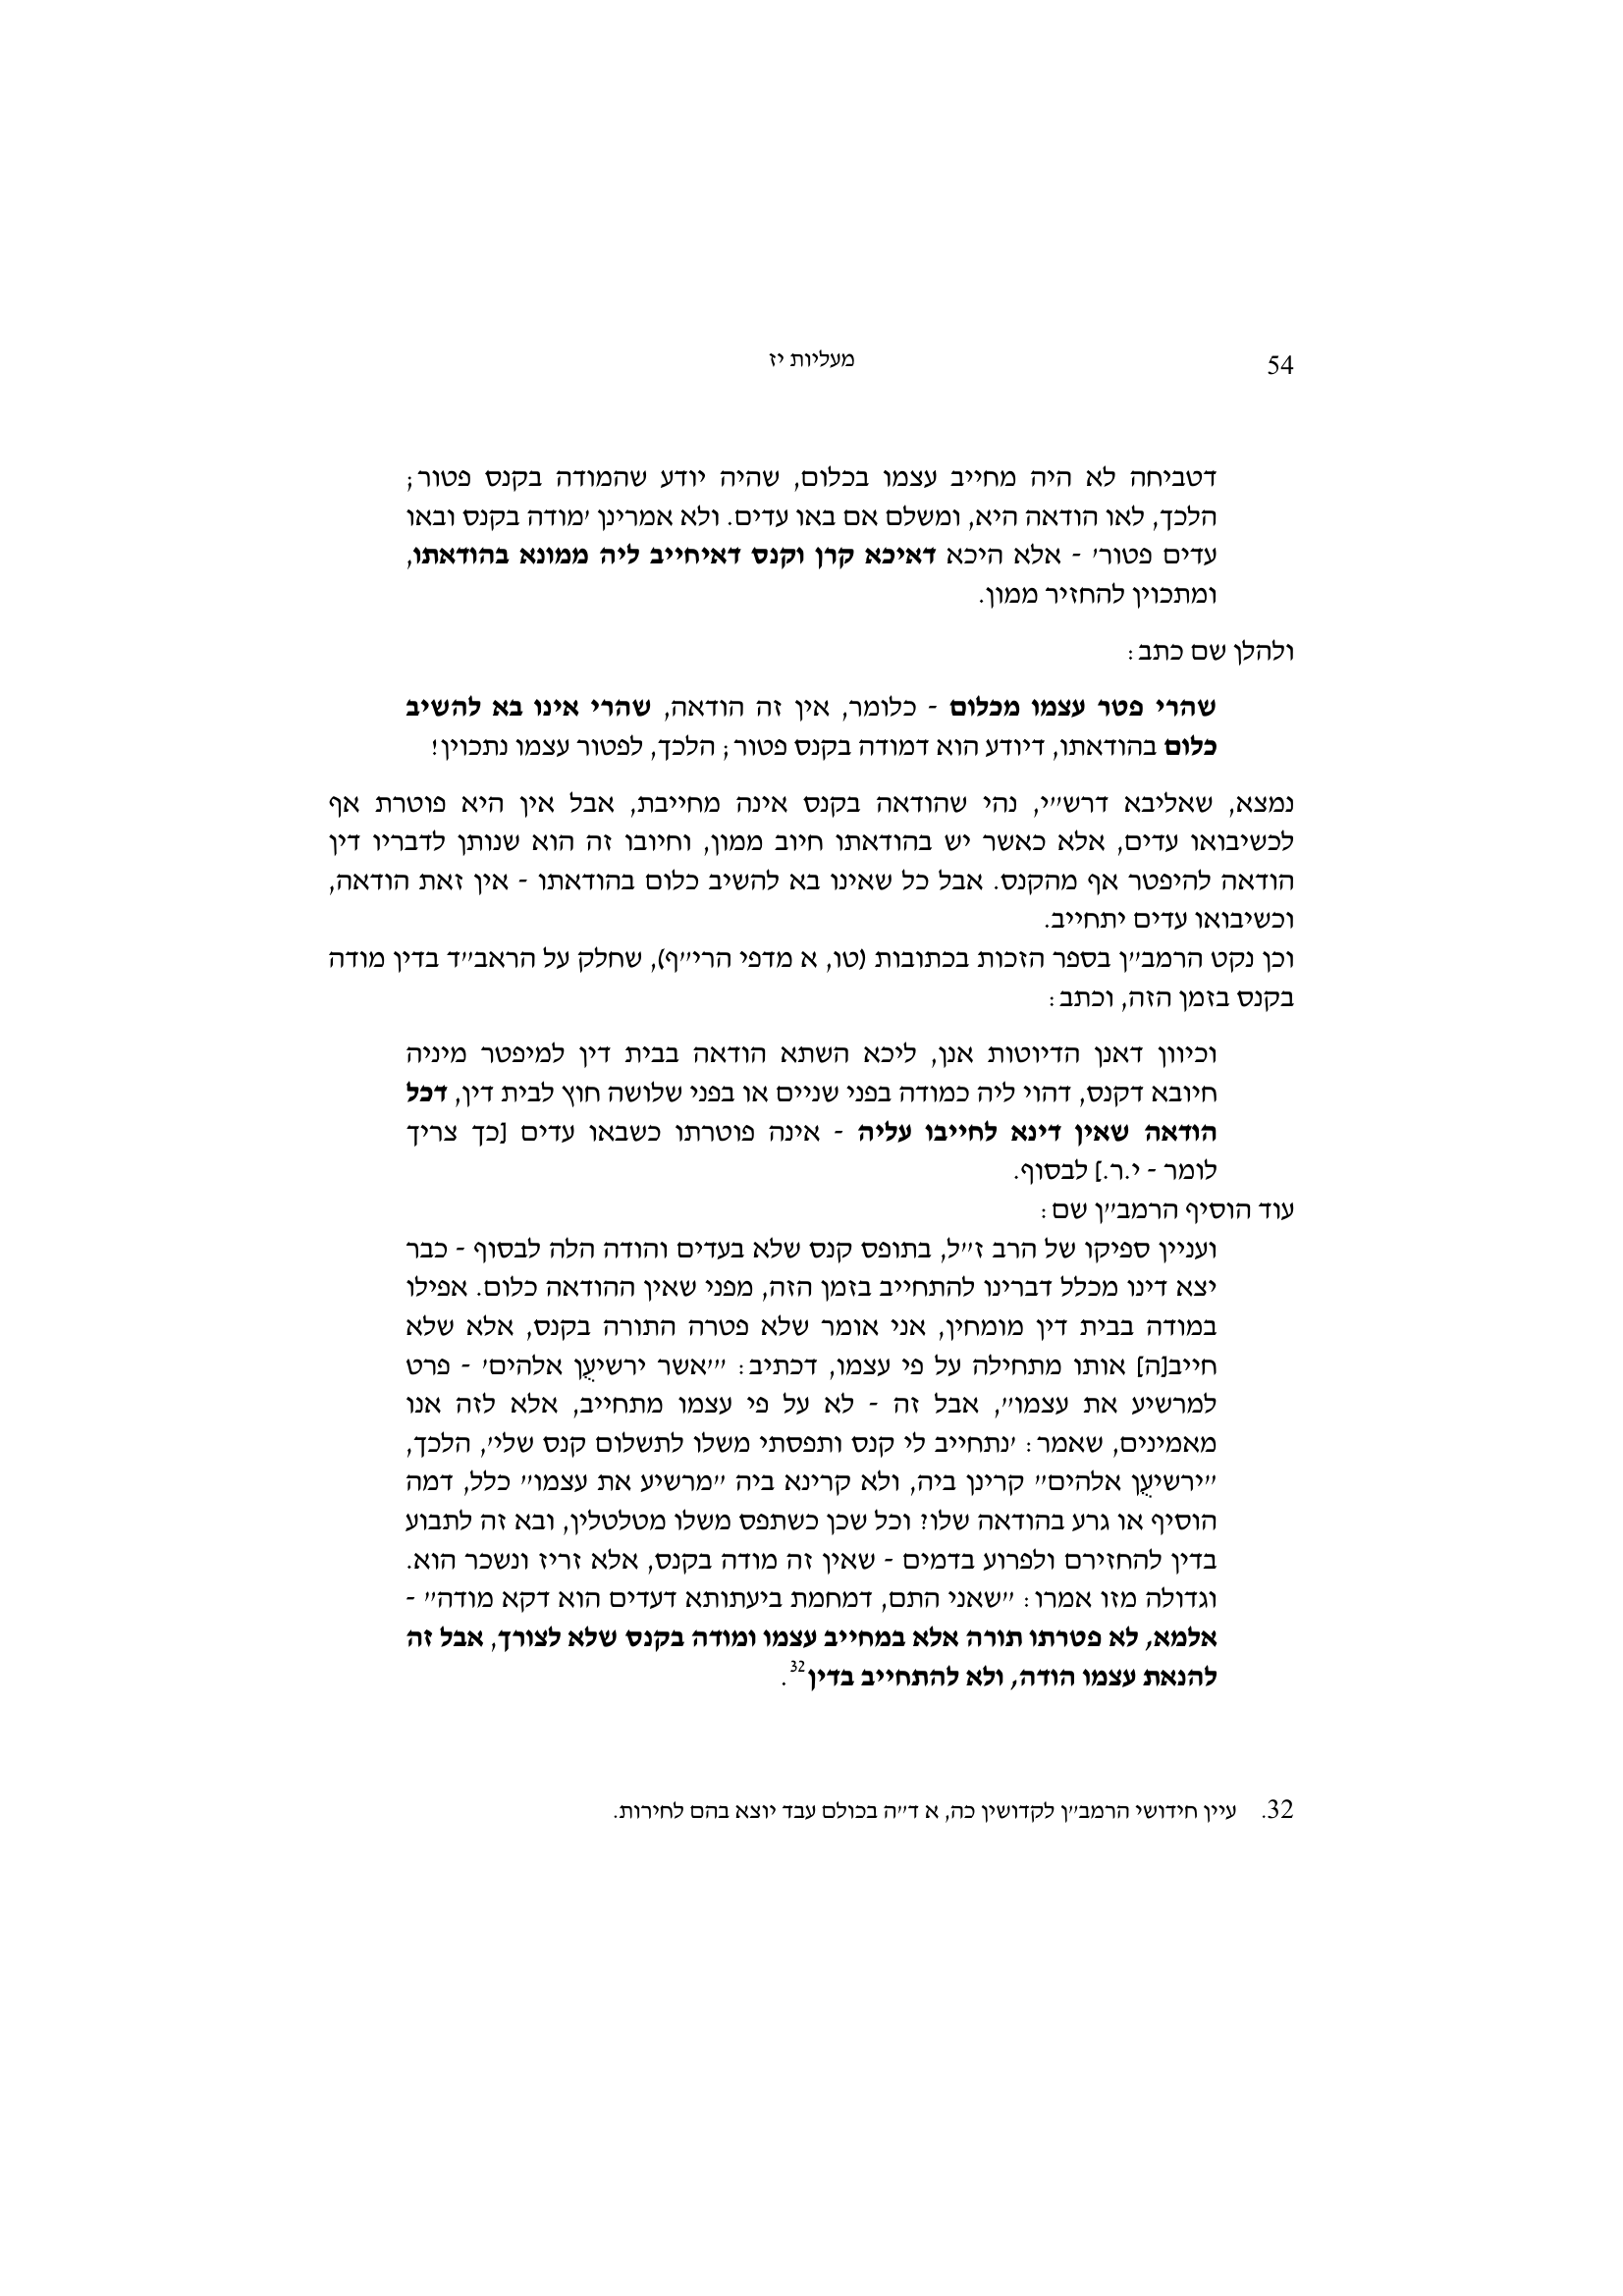 54
מעליות יז
דטביחה לא היה מחייב עצמו בכלום, שהיה יודע שהמודה בקנס פטור;
הלכך, לאו הודאה היא, ומשלם אם באו עדים. ולא אמרינן 'מודה בקנס ובאו
עדים פטור' - אלא היכא דאיכא קרן וקנס דאיחייב ליה ממונא בהודאתו,
ומתכוין להחזיר ממון.
ולהלן שם כתב:
שהרי פטר עצמו מכלום - כלומר, אין זה הודאה, שהרי אינו בא להשיב
כלום בהודאתו, דיודע הוא דמודה בקנס פטור; הלכך, לפטור עצמו נתכוין!
נמצא, שאליבא דרש"י, נהי שהודאה בקנס אינה מחייבת, אבל אין היא פוטרת אף
לכשיבואו עדים, אלא כאשר יש בהודאתו חיוב ממון, וחיובו זה הוא שנותן לדבריו דין
הודאה להיפטר אף מהקנס. אבל כל שאינו בא להשיב כלום בהודאתו - אין זאת הודאה,
וכשיבואו עדים יתחייב.
וכן נקט הרמב"ן בספר הזכות בכתובות (טו, א מדפי הרי"ף), שחלק על הראב"ד בדין מודה
בקנס בזמן הזה, וכתב:
וכיוון דאנן הדיוטות אנן, ליכא השתא הודאה בבית דין למיפטר מיניה
חיובא דקנס, דהוי ליה כמודה בפני שניים או בפני שלושה חוץ לבית דין, דכל
הודאה שאין דינא לחייבו עליה - אינה פוטרתו כשבאו עדים [כך צריך
לומר - י.ר.] לבסוף.
עוד הוסיף הרמב"ן שם:
ועניין ספיקו של הרב ז"ל, בתופס קנס שלא בעדים והודה הלה לבסוף - כבר
יצא דינו מכלל דברינו להתחייב בזמן הזה, מפני שאין ההודאה כלום. אפילו
במודה בבית דין מומחין, אני אומר שלא פטרה התורה בקנס, אלא שלא
חייב[ה] אותו מתחילה על פי עצמו, דכתיב: "'אשר ירשיעֻן אלהים' - פרט
למרשיע את עצמו", אבל זה - לא על פי עצמו מתחייב, אלא לזה אנו
מאמינים, שאמר: 'נתחייב לי קנס ותפסתי משלו לתשלום קנס שלי', הלכך,
"ירשיעֻן אלהים" קרינן ביה, ולא קרינא ביה "מרשיע את עצמו" כלל, דמה
הוסיף או גרע בהודאה שלו? וכל שכן כשתפס משלו מטלטלין, ובא זה לתבוע
בדין להחזירם ולפרוע בדמים - שאין זה מודה בקנס, אלא זריז ונשכר הוא.
וגדולה מזו אמרו: "שאני התם, דמחמת ביעתותא דעדים הוא דקא מודה" -
אלמא, לא פטרתו תורה אלא במחייב עצמו ומודה בקנס שלא לצורך, אבל זה
להנאת עצמו הודה, ולא להתחייב בדין32.
32. עיין חידושי הרמב"ן לקדושין כה, א ד"ה בכולם עבד יוצא בהם לחירות.